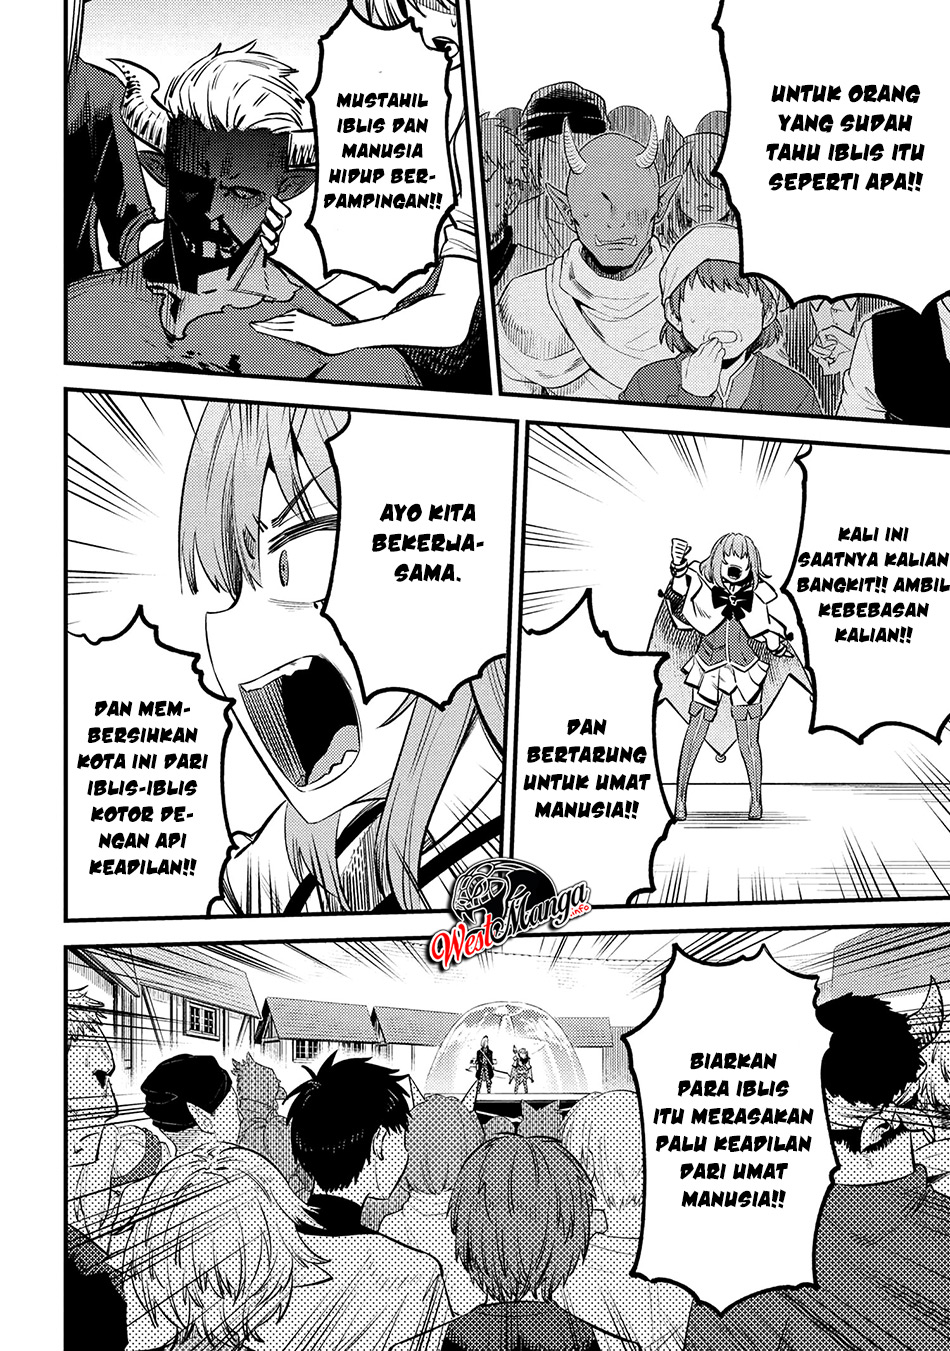 UNTUK ORANG
YANG SUDAH
TAHU IBLIS ITU
SEPERTI APA!!
MUSTAHIL
IBLIS DAN
MANUSIA
HIDUP BER-
DAMPINGAN!!
KALI INI
SAATNYA KALIAN
BANGKIT!! AMBIL
KEBEBASAN
KALIAN!!
DAN
BERTARUNG
UNTUK UMAT
MANUSIA!!
AYO KITA
BEKERJA-
SAMA.
DAN MEM-
BERSIHKAN
KOTA INI DARI
IBLIS-IBLIS
KOTOR DE-
NGAN API
KEADILAN!!
WestManga
.info
BIARKAN
PARA IBLIS
ITU MERASAKAN
PALU KEADILAN
DARI UMAT
MANUSIA!!